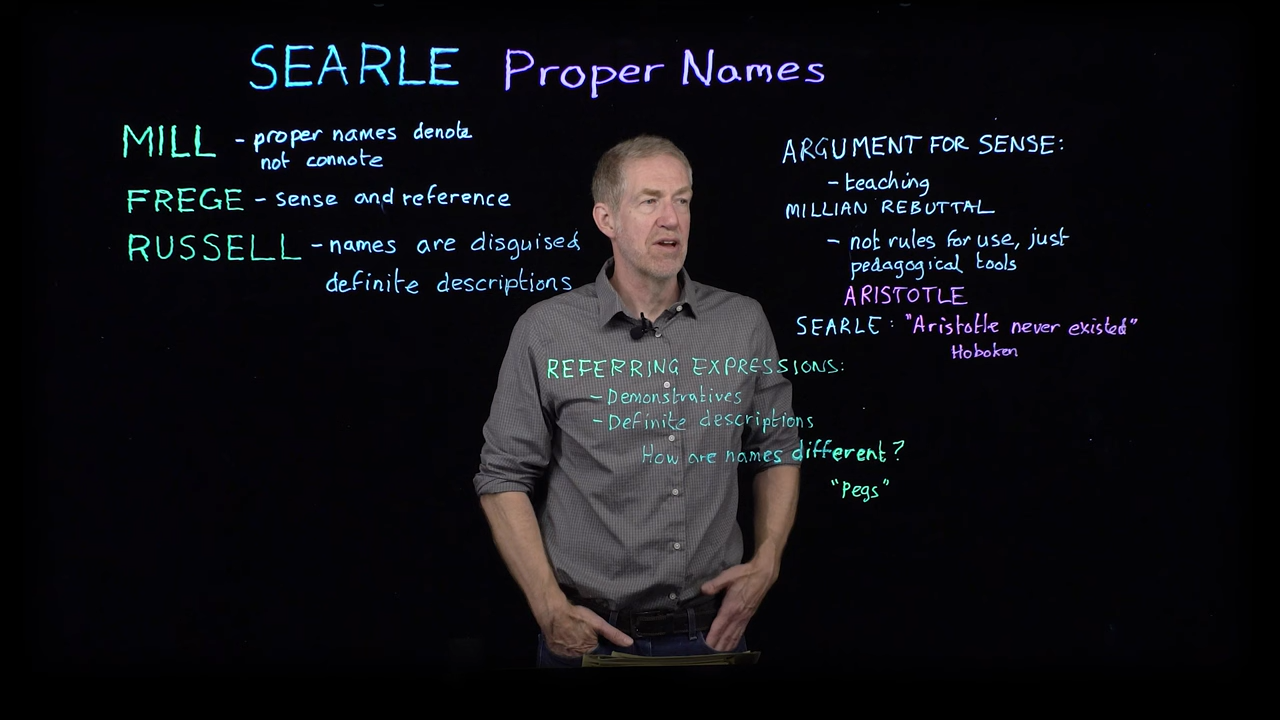 SEARLE Proper Names
MILL - proper names denote
not connote
FREGE - sense and reference
RUSSELL - names are disguised
definite descriptions
ARGUMENT FOR SENSE:
- teaching
MILLIAN REBUTTAL
- not rules for use, just
pedagogical tools
ARISTOTLE
SEARLE: "Aristotle never existed"
Hoboken
REFERRING EXPRESSIONS:
- Demonstratives
- Definite descriptions
How are names different?
"Pegs"